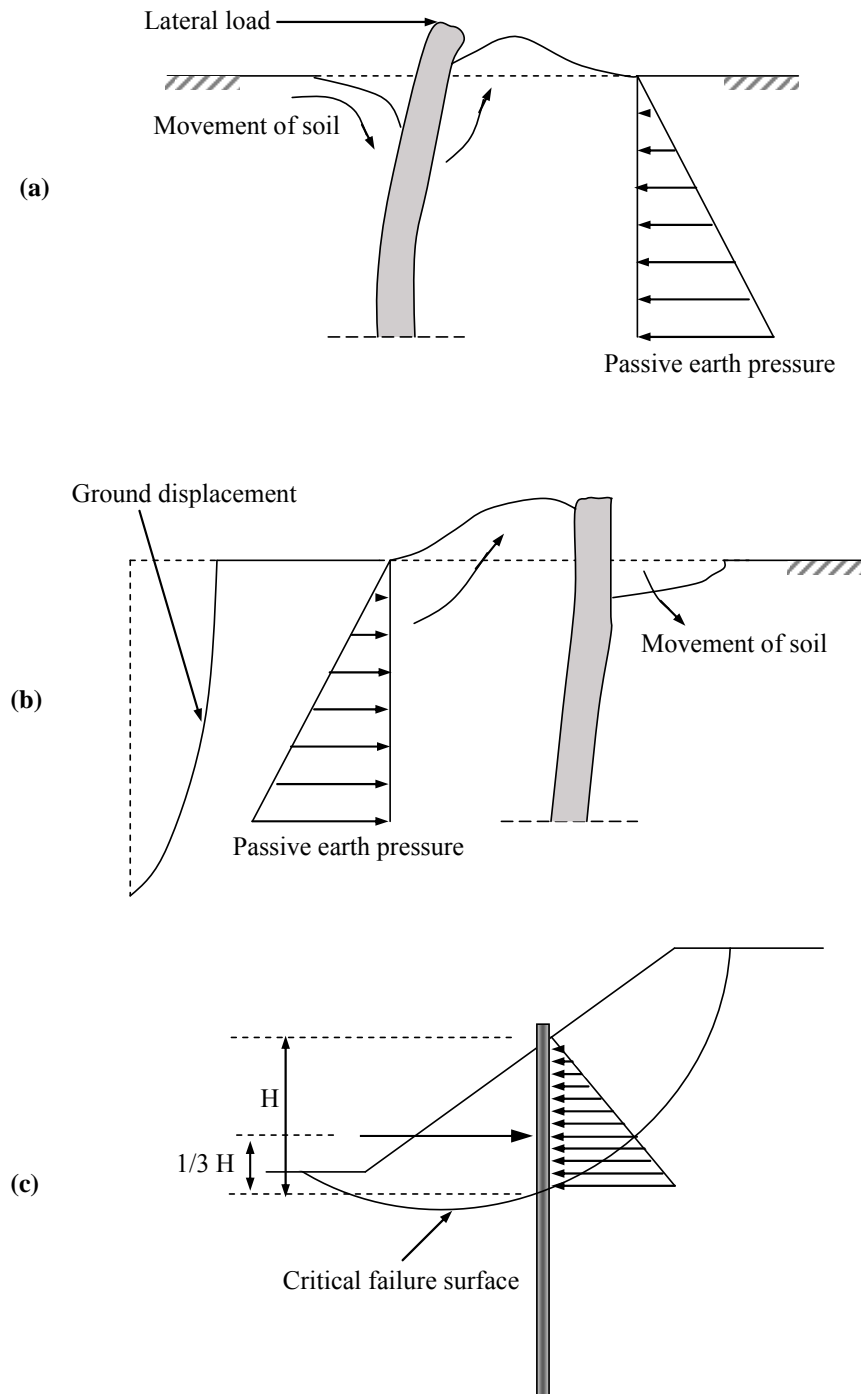 Lateral load
Movement of soil
(a)
Passive earth pressure
Ground displacement
Movement of soil
(b)
Passive earth pressure
H
1/3 H
(c)
Critical failure surface